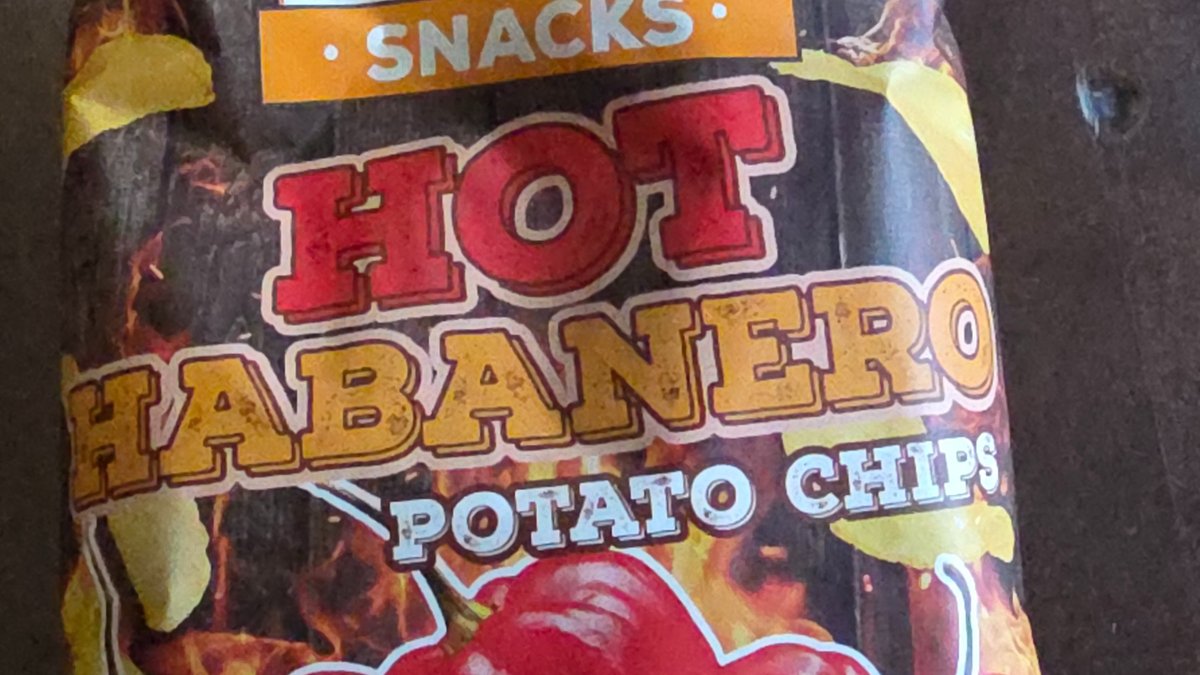 · SNACKS ·
HOT
HABANERO
POTATO CHIPS